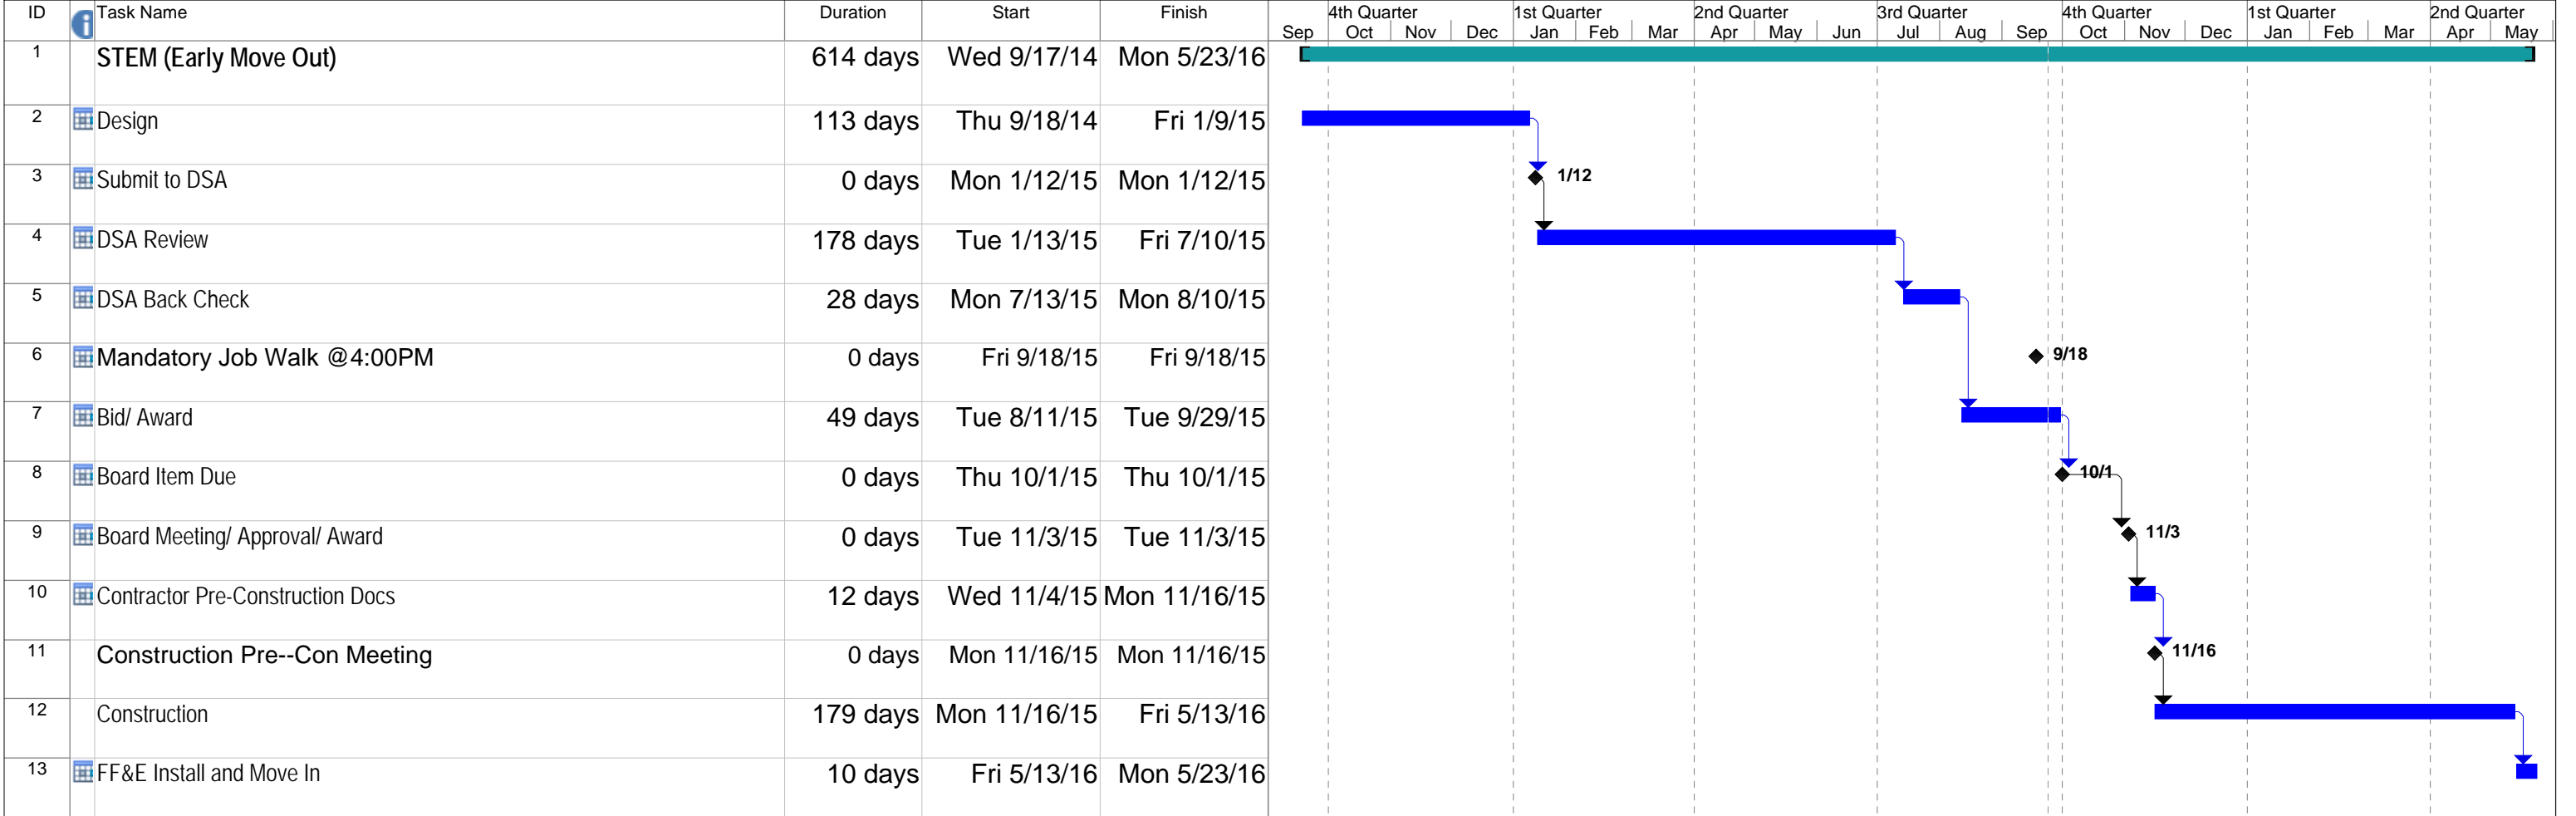 ID Task Name Duration Start Finish 4th Quarter 1st Quarter 2nd Quarter 3rd Quarter 4th Quarter 1st Quarter 2nd Quarter
Sep Oct Nov Dec Jan Feb Mar Apr May Jun Jul Aug Sep Oct Nov Dec Jan Feb Mar Apr May
1 STEM (Early Move Out) 614 days Wed 9/17/14 Mon 5/23/16
2 Design 113 days Thu 9/18/14 Fri 1/9/15
3 Submit to DSA 0 days Mon 1/12/15 Mon 1/12/15 1/12
4 DSA Review 178 days Tue 1/13/15 Fri 7/10/15
5 DSA Back Check 28 days Mon 7/13/15 Mon 8/10/15
6 Mandatory Job Walk @4:00PM 0 days Fri 9/18/15 Fri 9/18/15 9/18
7 Bid/ Award 49 days Tue 8/11/15 Tue 9/29/15
8 Board Item Due 0 days Thu 10/1/15 Thu 10/1/15 10/1
9 Board Meeting/ Approval/ Award 0 days Tue 11/3/15 Tue 11/3/15 11/3
10 Contractor Pre-Construction Docs 12 days Wed 11/4/15 Mon 11/16/15
11 Construction Pre--Con Meeting 0 days Mon 11/16/15 Mon 11/16/15 11/16
12 Construction 179 days Mon 11/16/15 Fri 5/13/16
13 FF&E Install and Move In 10 days Fri 5/13/16 Mon 5/23/16